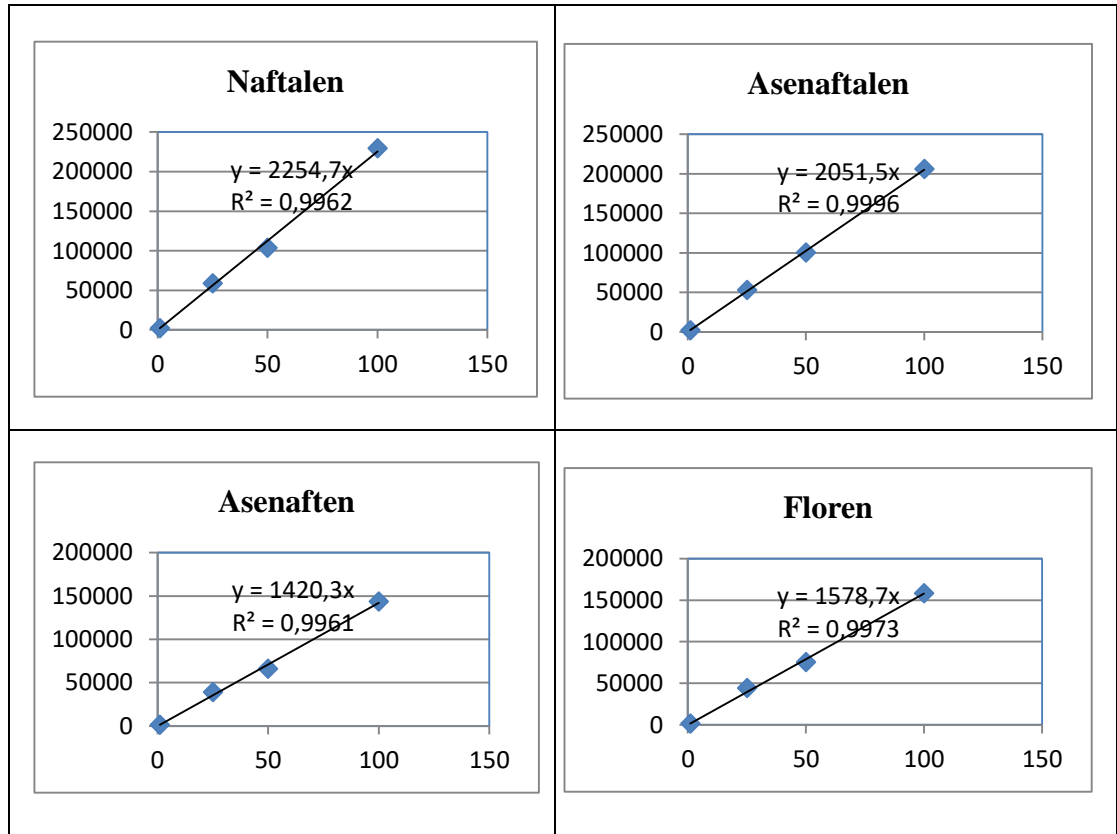 Naftalen
250000
200000
150000
100000
50000
0
y = 2254,7x
R² = 0,9962
0 50 100 150
Asenaftalen
250000
200000
150000
100000
50000
0
y = 2051,5x
R² = 0,9996
0 50 100 150
Asenaften
200000
150000
100000
50000
0
y = 1420,3x
R² = 0,9961
0 50 100 150
Floren
200000
150000
100000
50000
0
y = 1578,7x
R² = 0,9973
0 50 100 150